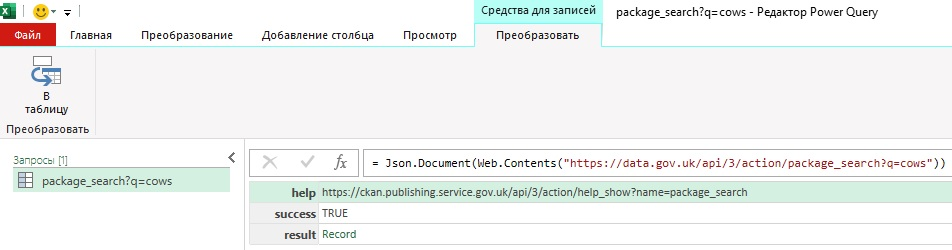 Средства для записей
package_search?q=cows - Редактор Power Query
Файл Главная Преобразование Добавление столбца Просмотр Преобразовать
В
таблицу
Преобразовать
Запросы [1]
package_search?q=cows
fx = Json.Document(Web.Contents("https://data.gov.uk/api/3/action/package_search?q=cows"))
help https://ckan.publishing.service.gov.uk/api/3/action/help_show?name=package_search
success TRUE
result Record